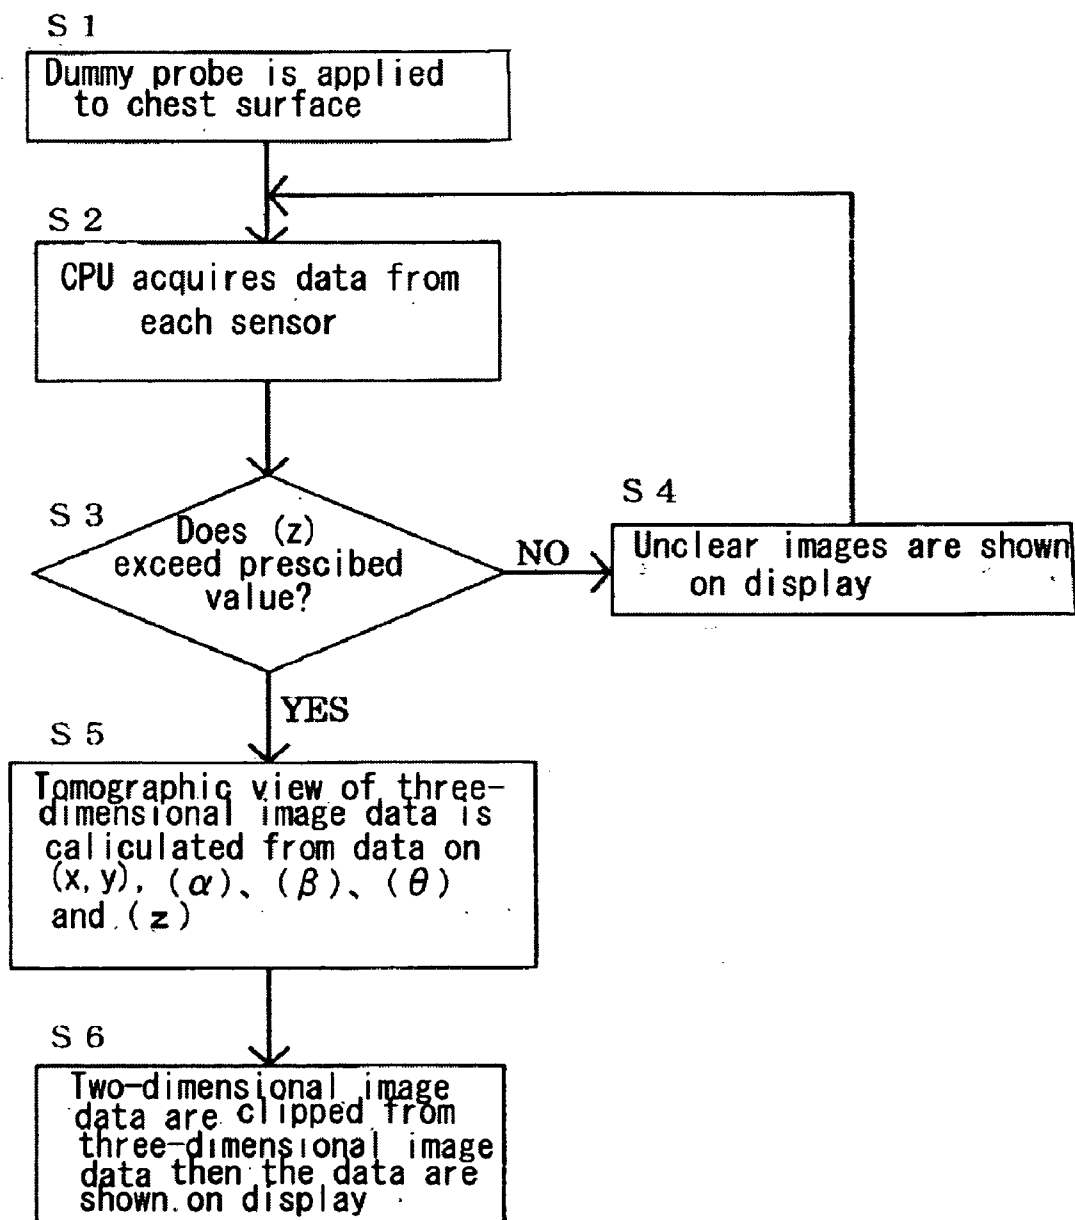 S 1
Dummy probe is applied
to chest surface
S 2
CPU acquires data from
each sensor
S 3
Does (z)
exceed prescibed
value?
NO
S 4
Unclear images are shown
on display
YES
S 5
Tomographic view of three-
dimensional image data is
caliculated from data on
(x, y), (α)、(β)、(θ)
and (z)
S 6
Two-dimensional image
data are clipped from
three-dimensional image
data then the data are
shown on display